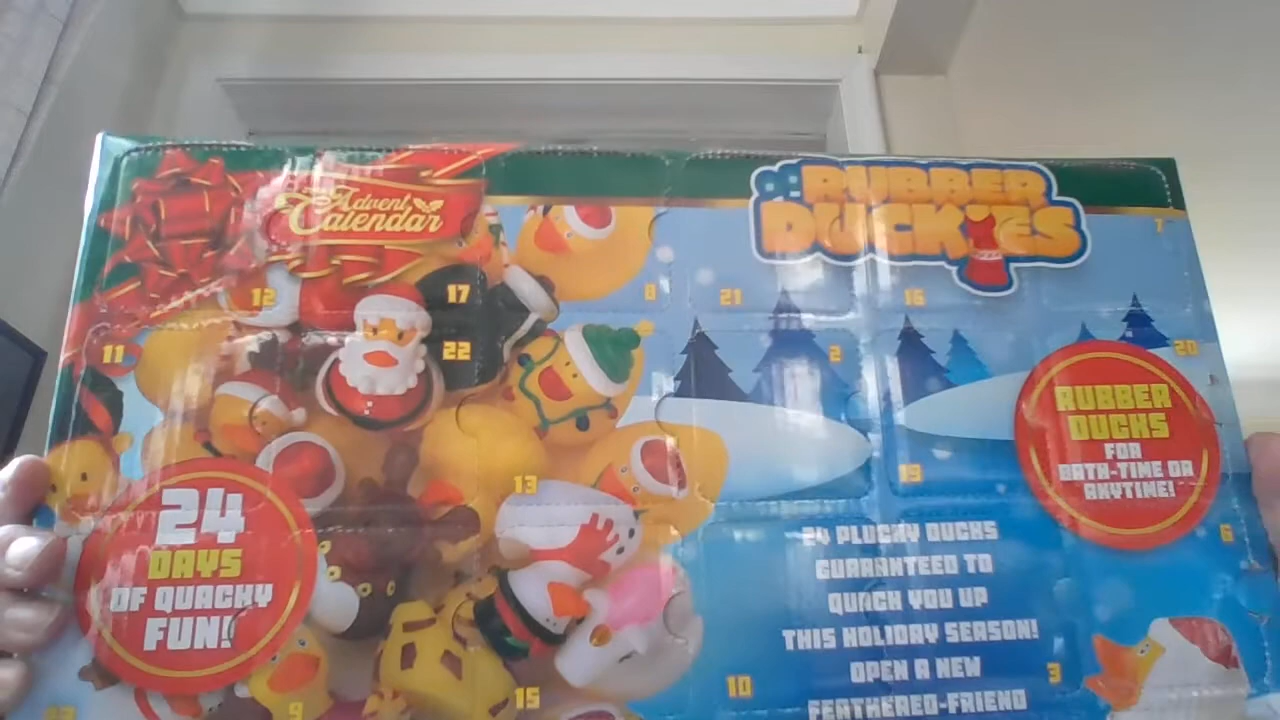 Advent
Calendar
RUBBER
DUCKIES
7
12
17
8
21
16
11
22
2
20
RUBBER
DUCKS
FOR
BATH-TIME OR
ANYTIME!
19
13
24
DAYS
OF QUACKY
FUN!
24 PLUCKY DUCKS
GUARANTEED TO
QUACK YOU UP
THIS HOLIDAY SEASON!
OPEN A NEW
FEATHERED-FRIEND
6
3
10
15
9